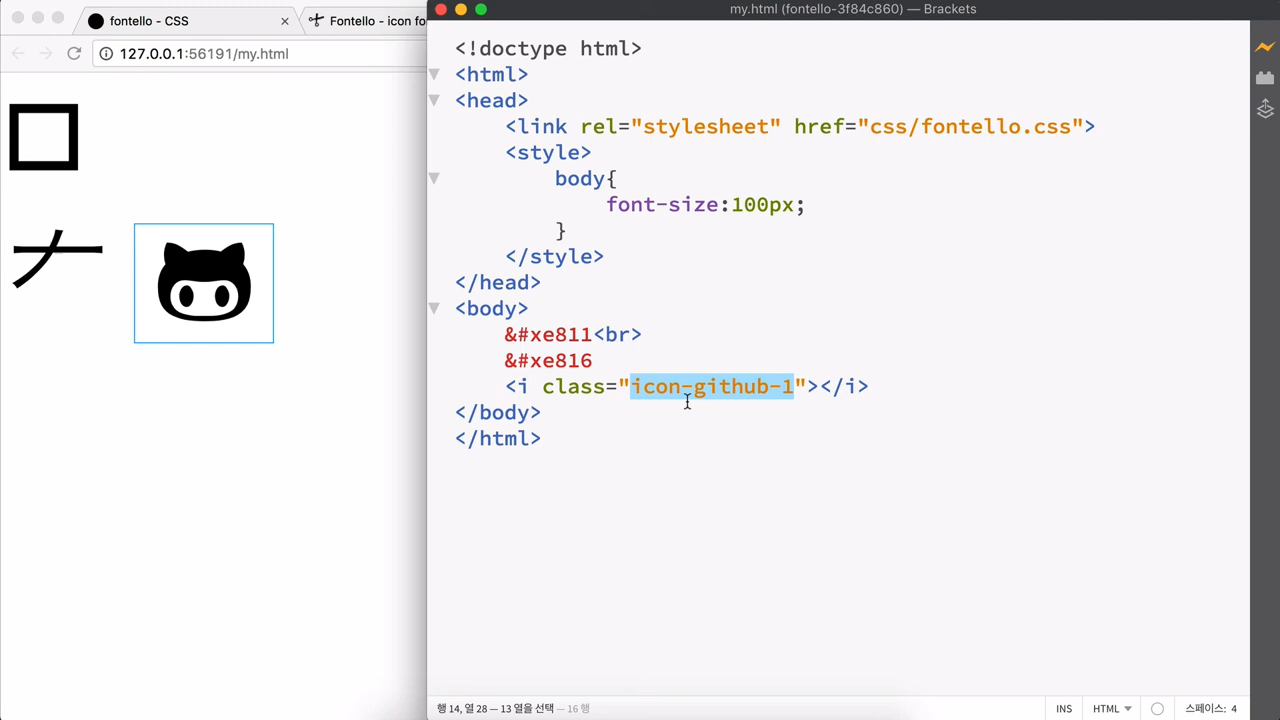 my.html (fontello-3f84c860) — Brackets
fontello - CSS
Fontello - icon fo
127.0.0.1:56191/my.html
<!doctype html>
<html>
<head>
<link rel="stylesheet" href="css/fontello.css">
<style>
body{
font-size:100px;
}
</style>
</head>
<body>
&#xe811<br>
&#xe816
<i class="icon-github-1"></i>
</body>
</html>
ㅁ
ㅊ
행 14, 열 28 — 13 열을 선택 — 16 행
INS
HTML
스페이스: 4